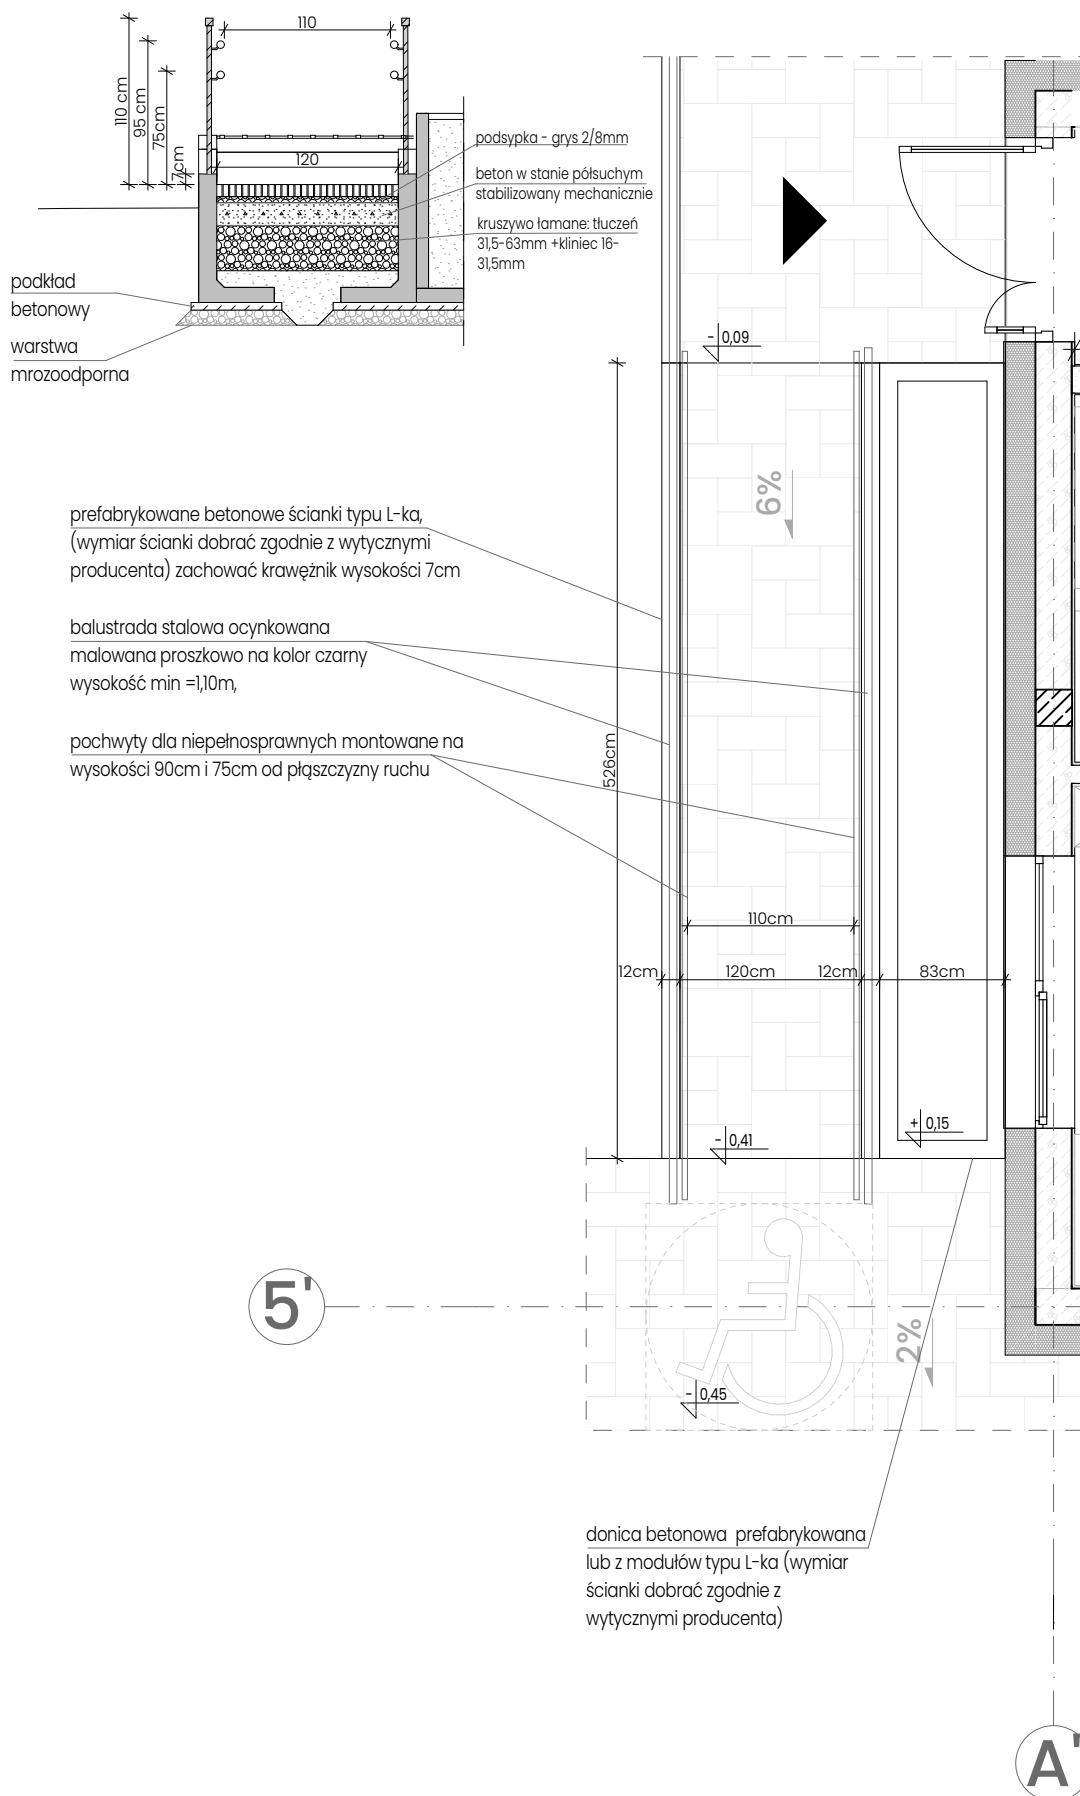 110
110 cm
95 cm
75cm
7cm
120
podsypka - grys 2/8mm
beton w stanie półsuchym
stabilizowany mechanicznie
kruszywo łamane: tłuczeń
31,5-63mm +kliniec 16-
31,5mm
podkład
betonowy
warstwa
mrozoodporna
- 0,09
6%
prefabrykowane betonowe ścianki typu L-ka,
(wymiar ścianki dobrać zgodnie z wytycznymi
producenta) zachować krawężnik wysokości 7cm
balustrada stalowa ocynkowana
malowana proszkowo na kolor czarny
wysokość min =1,10m,
pochwyty dla niepełnosprawnych montowane na
wysokości 90cm i 75cm od płąszczyzny ruchu
526cm
110cm
12cm
120cm
12cm
83cm
+ 0,15
- 0,41
5'
2%
- 0,45
donica betonowa prefabrykowana
lub z modułów typu L-ka (wymiar
ścianki dobrać zgodnie z
wytycznymi producenta)
A'